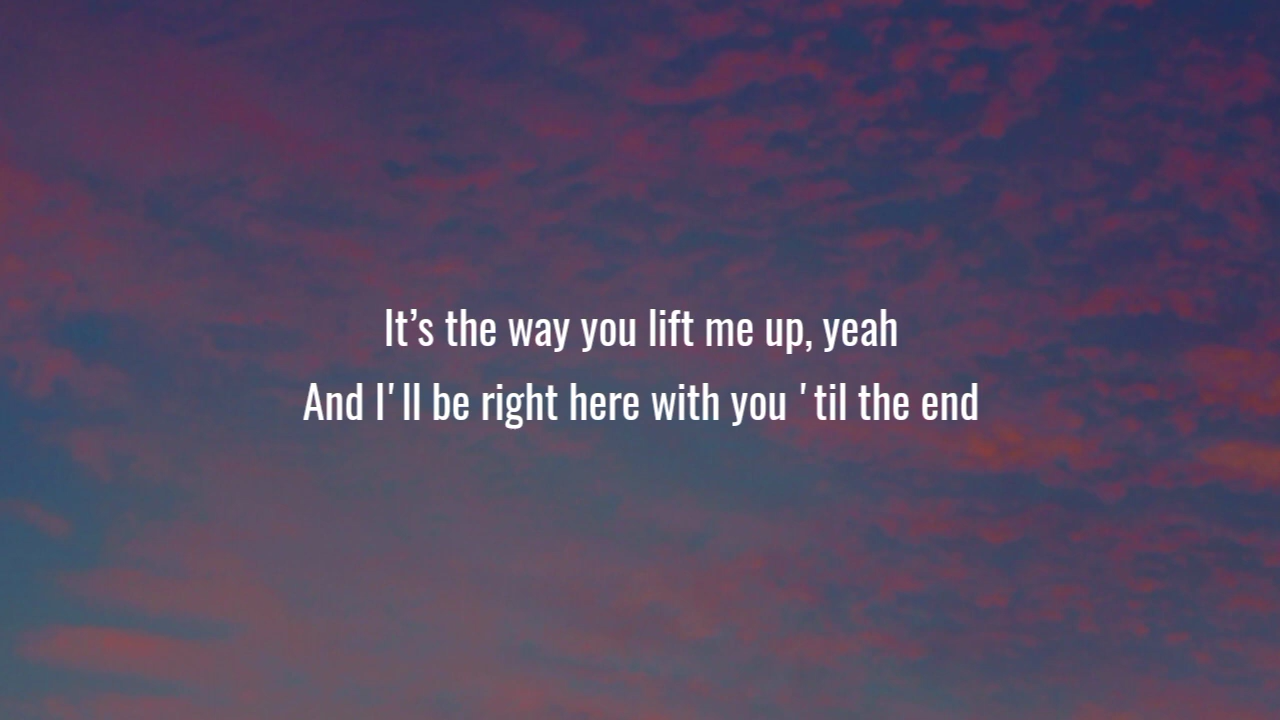 It’s the way you lift me up, yeah
And I'll be right here with you 'til the end